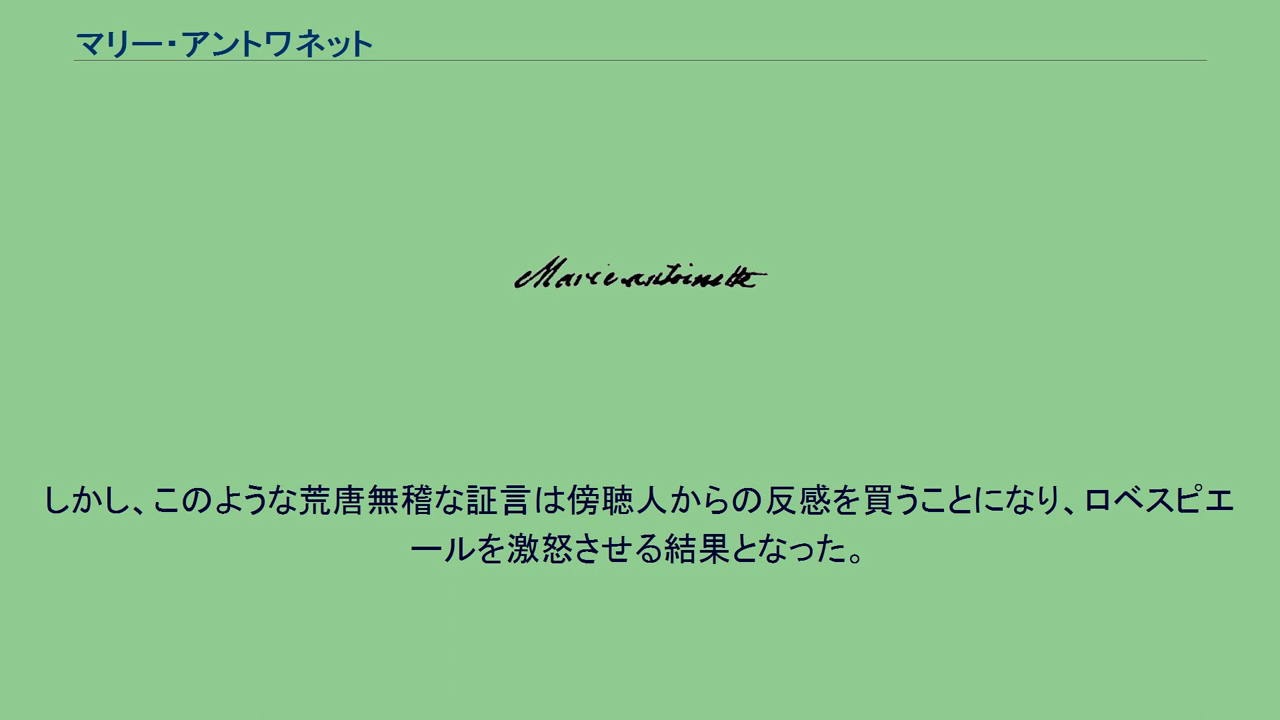 マリー・アントワネット
Marie antoinette
しかし、このような荒唐無稽な証言は傍聴人からの反感を買うことになり、ロベスピエ
ールを激怒させる結果となった。